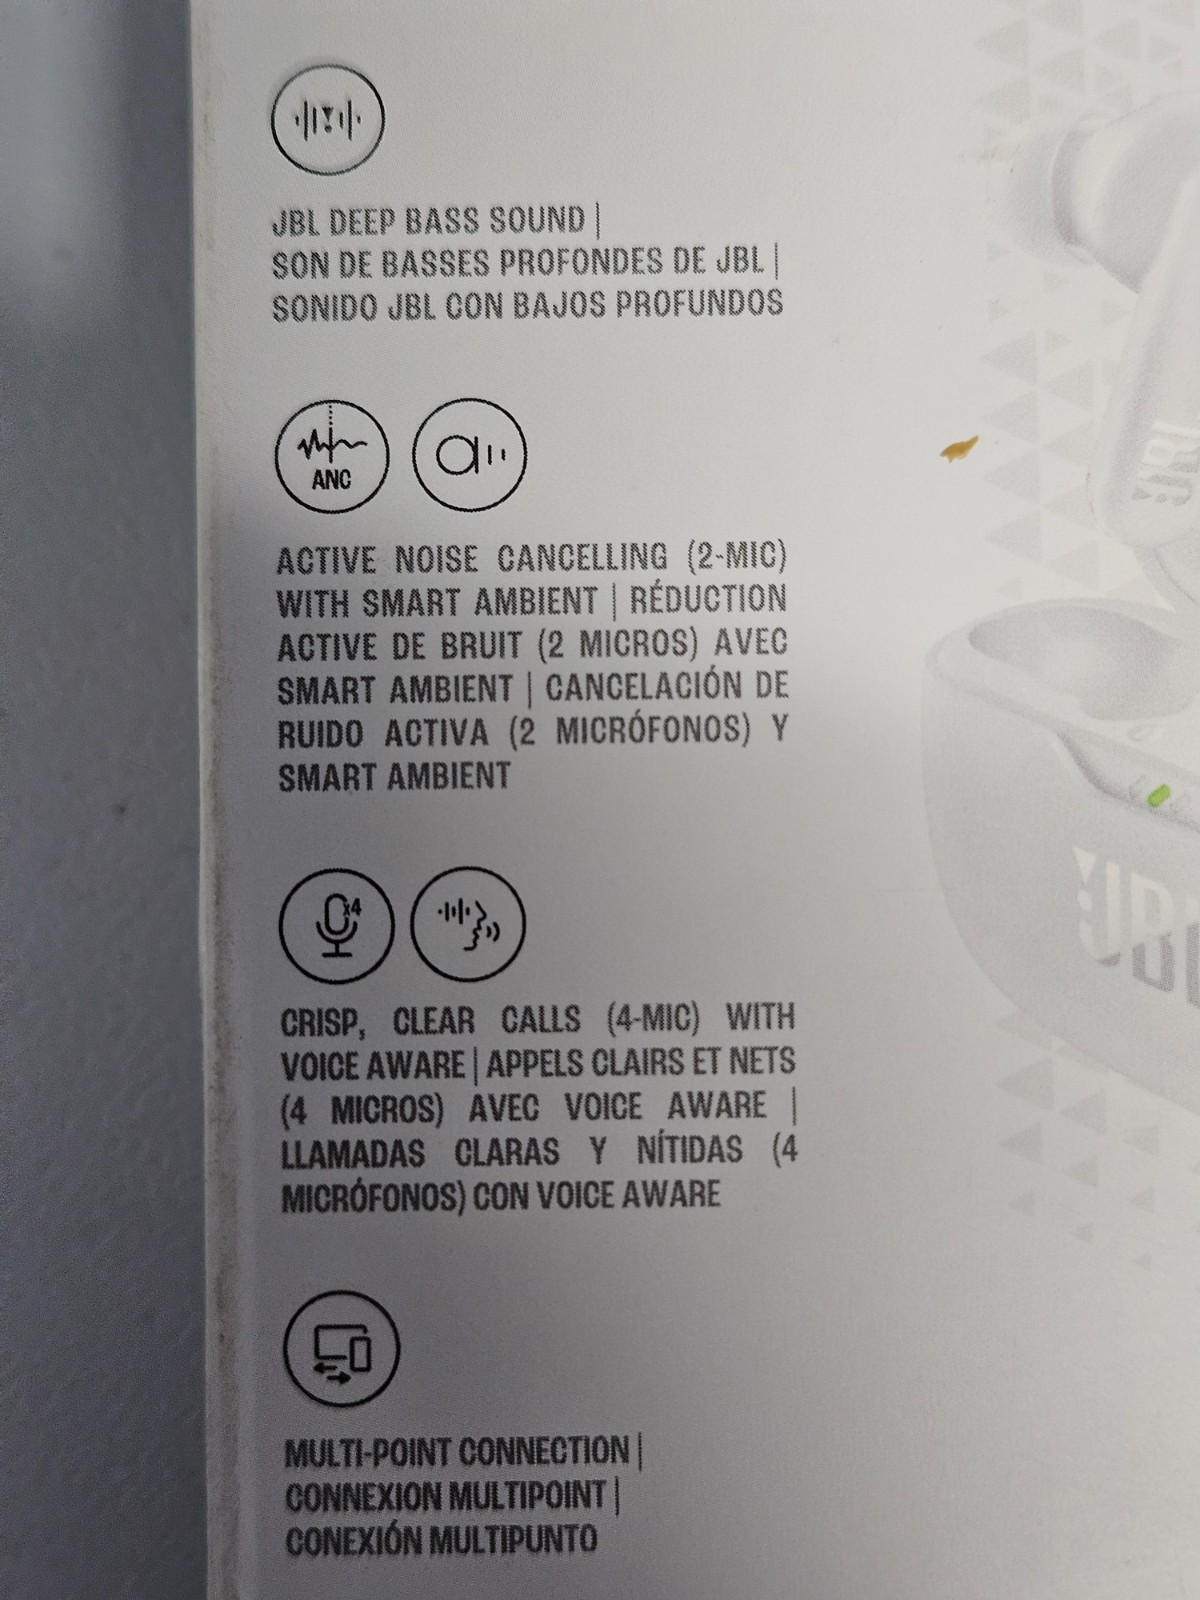 JBL DEEP BASS SOUND |
SON DE BASSES PROFONDES DE JBL |
SONIDO JBL CON BAJOS PROFUNDOS
ANC
ACTIVE NOISE CANCELLING (2-MIC)
WITH SMART AMBIENT | RÉDUCTION
ACTIVE DE BRUIT (2 MICROS) AVEC
SMART AMBIENT | CANCELACIÓN DE
RUIDO ACTIVA (2 MICRÓFONOS) Y
SMART AMBIENT
x4
CRISP, CLEAR CALLS (4-MIC) WITH
VOICE AWARE | APPELS CLAIRS ET NETS
(4 MICROS) AVEC VOICE AWARE |
LLAMADAS CLARAS Y NÍTIDAS (4
MICRÓFONOS) CON VOICE AWARE
MULTI-POINT CONNECTION |
CONNEXION MULTIPOINT |
CONEXIÓN MULTIPUNTO
JBL
JBL